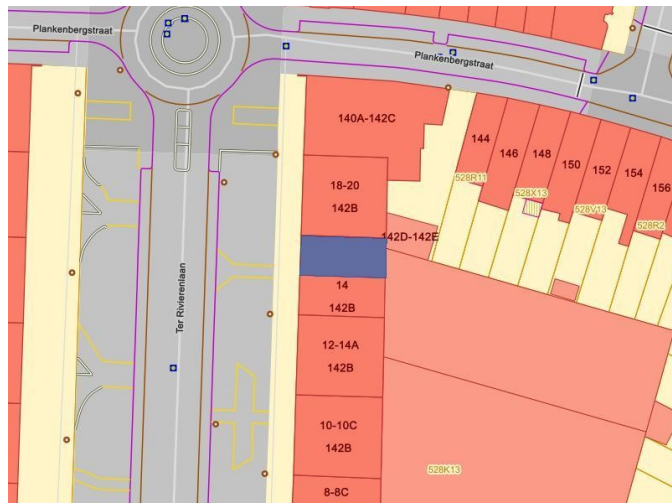 Plankenbergstraat
Plankenbergstraat
140A-142C
144
146
148
150
152
154
156
528R11
528X13
528V13
528R2
18-20
142B
142D-142E
Ter Rivierenlaan
14
142B
12-14A
142B
10-10C
142B
528K13
8-8C